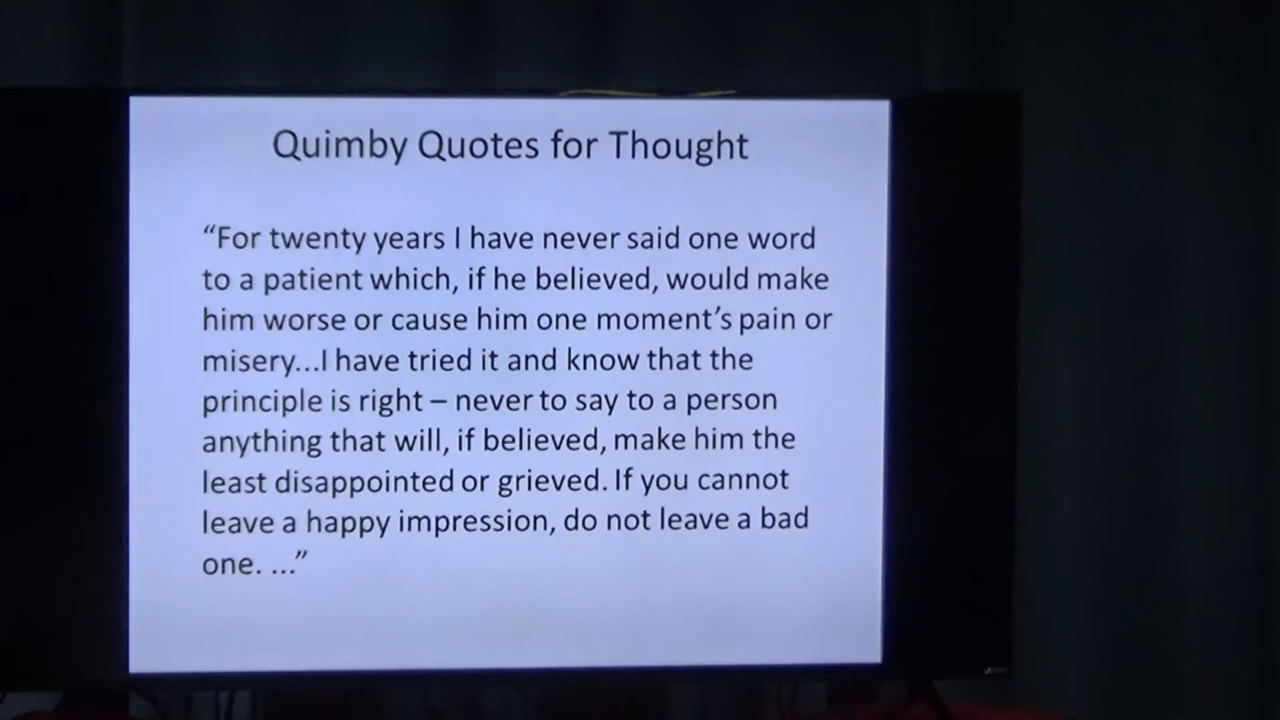 Quimby Quotes for Thought
“For twenty years I have never said one word
to a patient which, if he believed, would make
him worse or cause him one moment’s pain or
misery...I have tried it and know that the
principle is right – never to say to a person
anything that will, if believed, make him the
least disappointed or grieved. If you cannot
leave a happy impression, do not leave a bad
one. ...”